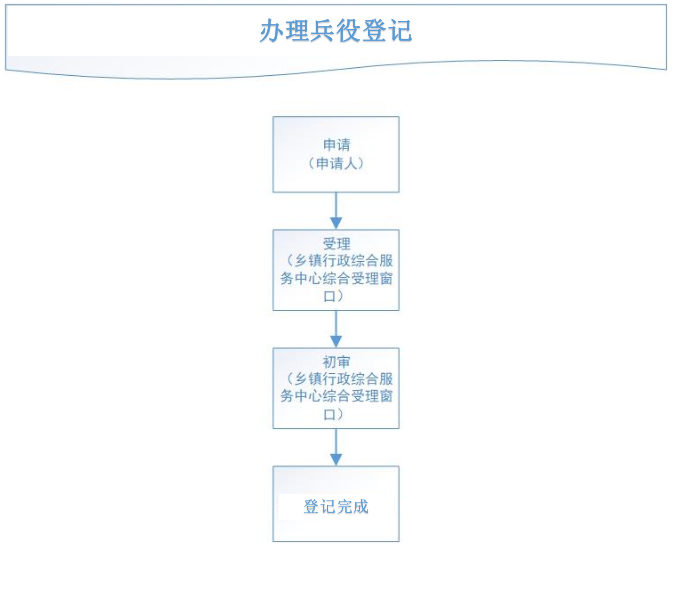 办理兵役登记
申请
（申请人）
受理
（乡镇行政综合服
务中心综合受理窗
口）
初审
（乡镇行政综合服
务中心综合受理窗
口）
登记完成